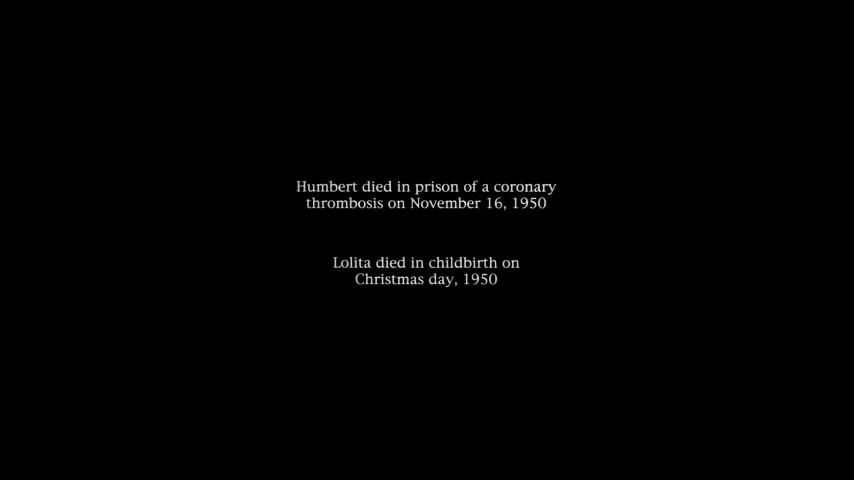 Humbert died in prison of a coronary
thrombosis on November 16, 1950
Lolita died in childbirth on
Christmas day, 1950